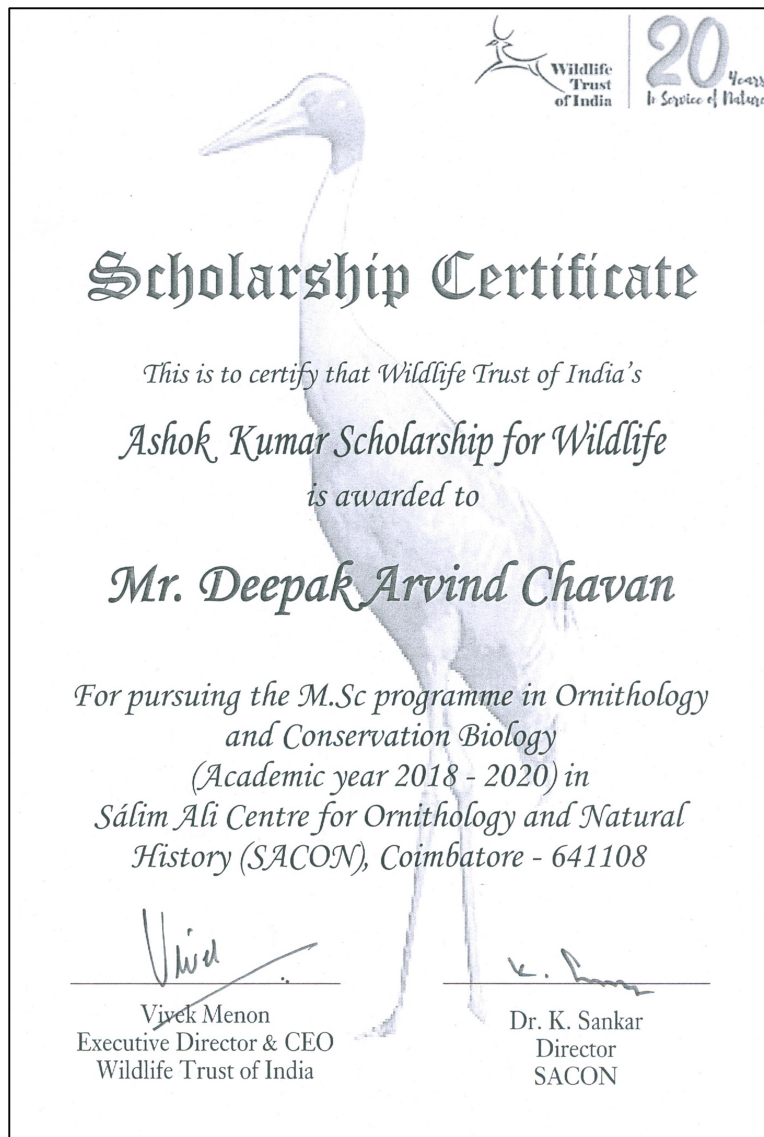 Wildlife
Trust
of India
20
Years
In Service of Nature
Scholarship Certificate
This is to certify that Wildlife Trust of India's
Ashok Kumar Scholarship for Wildlife
is awarded to
Mr. Deepak Arvind Chavan
For pursuing the M.Sc programme in Ornithology
and Conservation Biology
(Academic year 2018 - 2020) in
Sálim Ali Centre for Ornithology and Natural
History (SACON), Coimbatore - 641108
Vivek
K. Sankar
Vivek Menon
Dr. K. Sankar
Executive Director & CEO
Director
Wildlife Trust of India
SACON